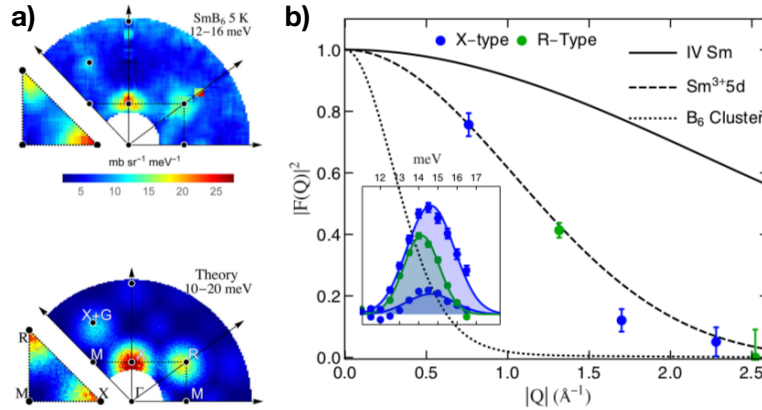 a)
SmB6 5 K
12−16 meV
mb sr−1 meV−1
5 10 15 20 25
Theory
10−20 meV
X+G
R
M X R
M X Γ M
b)
X-type R-Type
IV Sm
Sm3+5d
B6 Cluster
meV
12 13 14 15 16 17
|F(Q)|2
1.0
0.8
0.6
0.4
0.2
0.0
0.0 0.5 1.0 1.5 2.0 2.5
|Q| (Å−1)